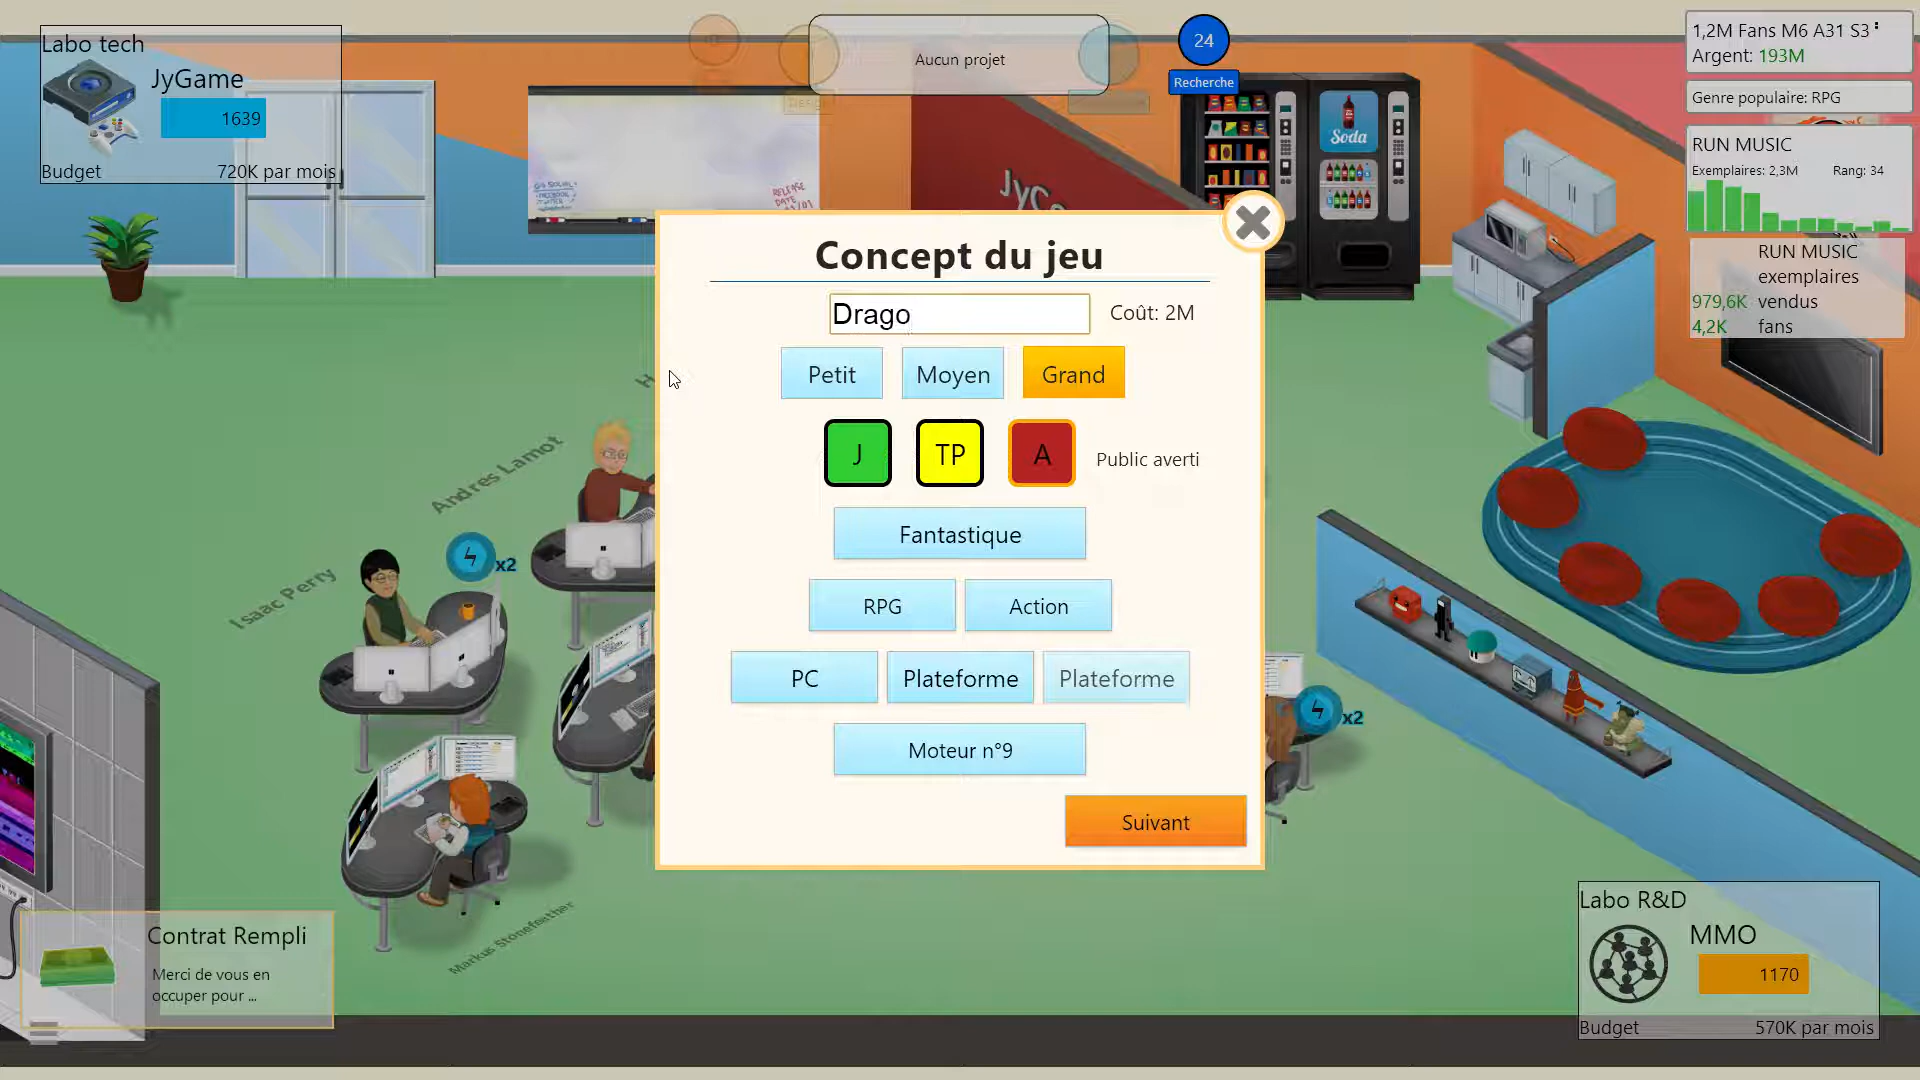 Labo tech
JyGame
1639
Budget
720K par mois
Aucun projet
24
Recherche
1,2M Fans M6 A31 S3
Argent: 193M
Genre populaire: RPG
RUN MUSIC
Exemplaires: 2,3M
Rang: 34
RUN MUSIC
exemplaires
979,6K vendus
4,2K fans
Soda
RELEASE
DATE
Concept du jeu
Drago
Coût: 2M
Petit
Moyen
Grand
J
TP
A
Public averti
Fantastique
RPG
Action
PC
Plateforme
Plateforme
Moteur n°9
Suivant
Andres Lamot
Isaac Perry
x2
x2
Markus Stonefeather
Contrat Rempli
Merci de vous en
occuper pour ...
Labo R&D
MMO
1170
Budget
570K par mois